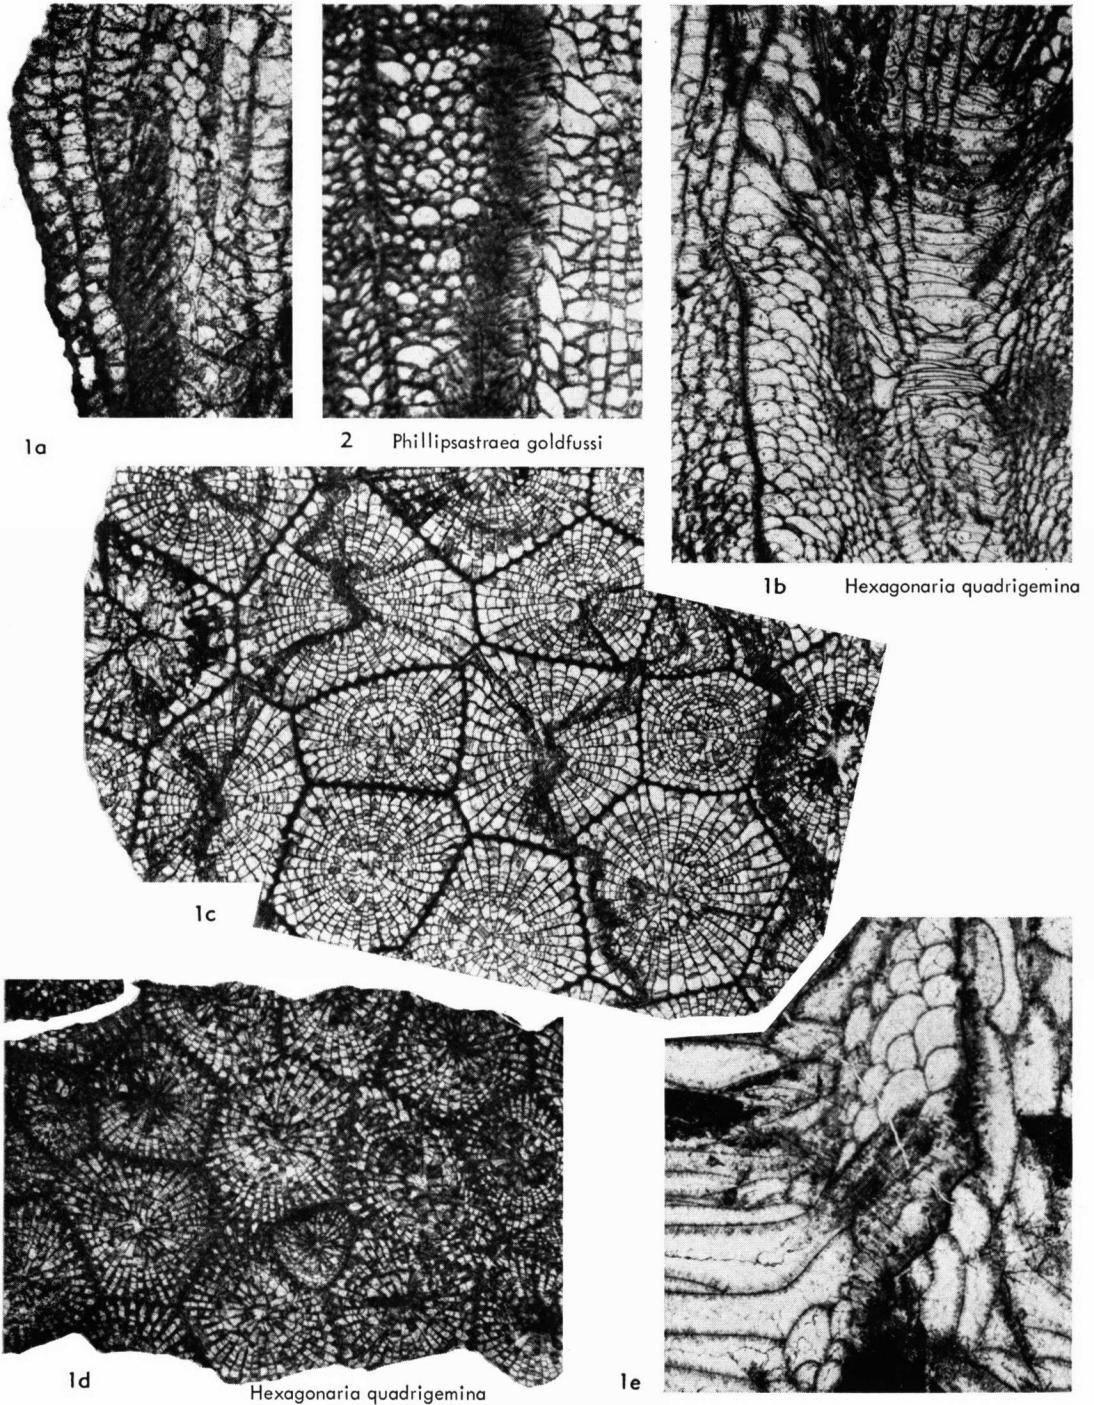 1a
2 Phillipsastraea goldfussi
1b Hexagonaria quadrigemina
1c
1d
Hexagonaria quadrigemina
1e